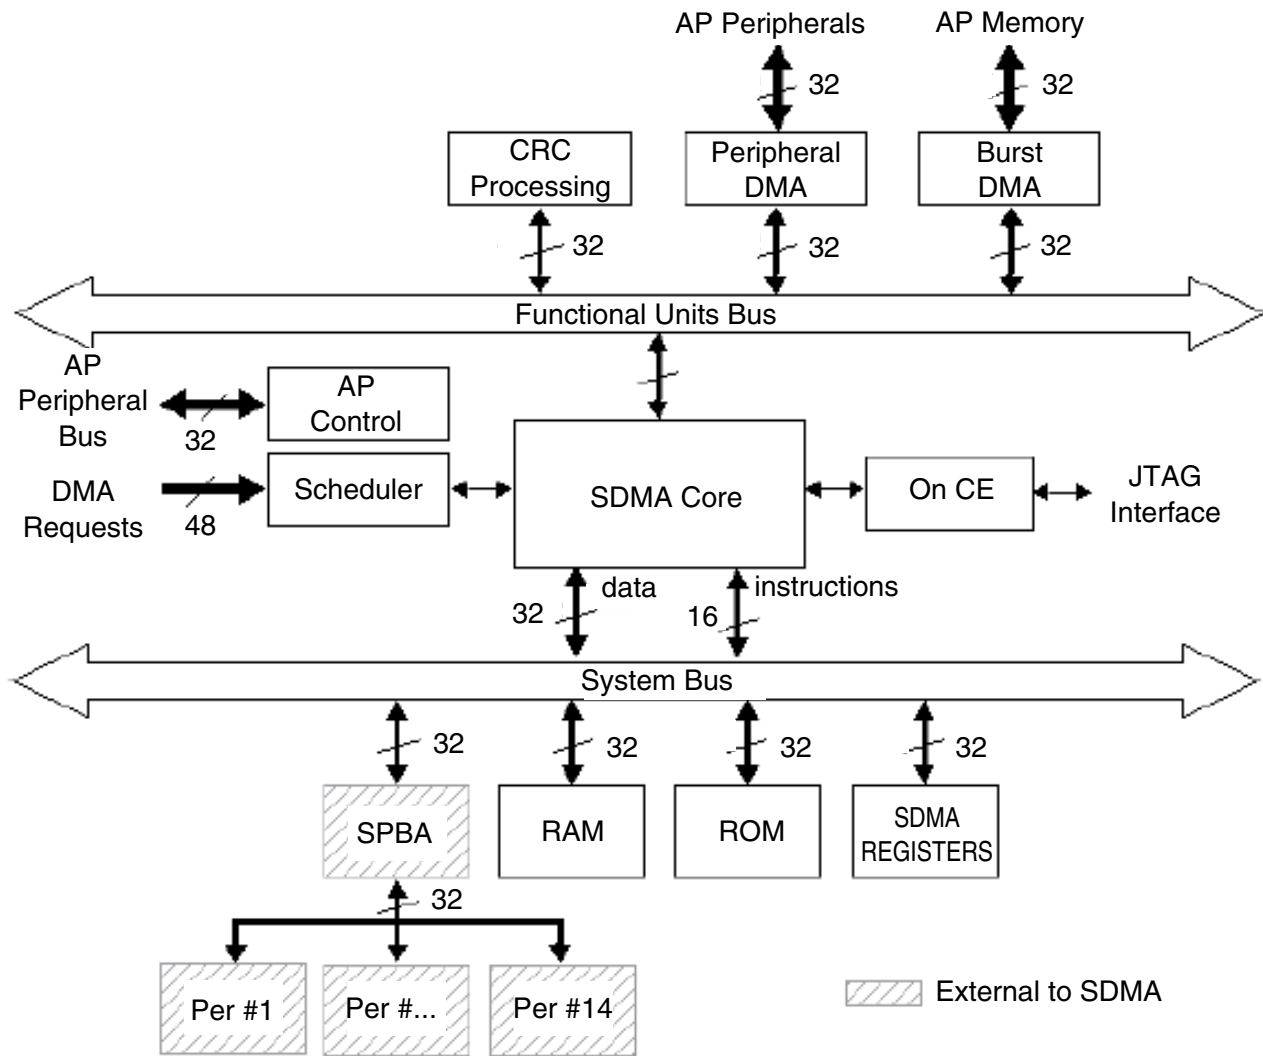 AP Peripherals
AP Memory
32
32
CRC
Processing
Peripheral
DMA
Burst
DMA
32
32
32
Functional Units Bus
AP
Peripheral
Bus
32
AP
Control
DMA
Requests
48
Scheduler
SDMA Core
On CE
JTAG
Interface
data
32
instructions
16
System Bus
32
32
32
32
SPBA
RAM
ROM
SDMA
REGISTERS
32
Per #1
Per #...
Per #14
External to SDMA